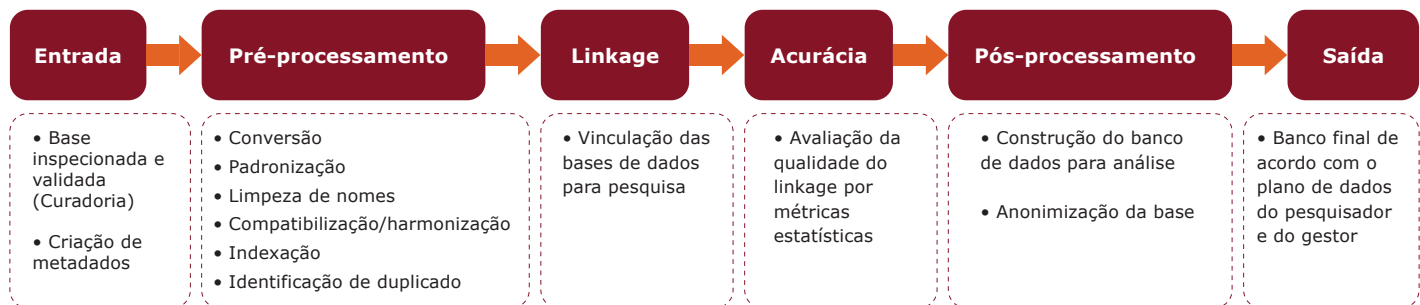 Entrada
Pré-processamento
Linkage
Acurácia
Pós-processamento
Saída
• Base
inspecionada e
validada
(Curadoria)
• Criação de
metadados
• Conversão
• Padronização
• Limpeza de nomes
• Compatibilização/harmonização
• Indexação
• Identificação de duplicado
• Vinculação das
bases de dados
para pesquisa
• Avaliação da
qualidade do
linkage por
métricas
estatísticas
• Construção do banco
de dados para análise
• Anonimização da base
• Banco final de
acordo com o
plano de dados
do pesquisador
e do gestor